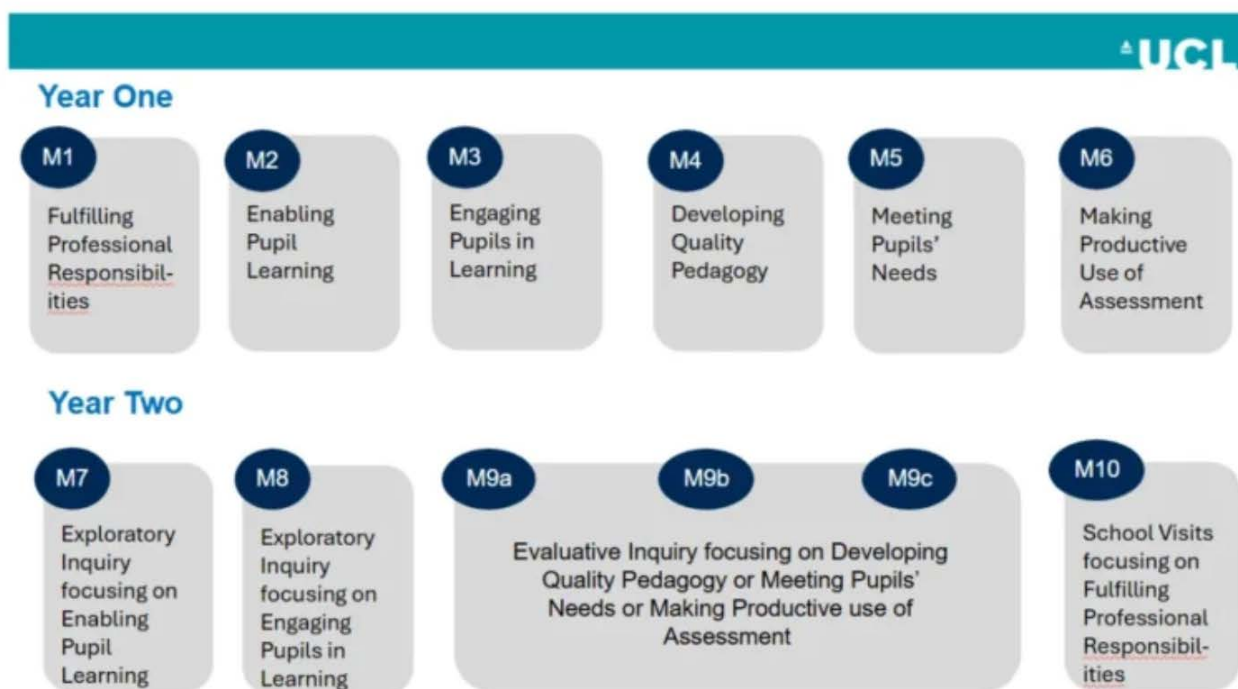 UCL
Year One
M1
Fulfilling
Professional
Responsibil-
ities
M2
Enabling
Pupil
Learning
M3
Engaging
Pupils in
Learning
M4
Developing
Quality
Pedagogy
M5
Meeting
Pupils'
Needs
M6
Making
Productive
Use of
Assessment
Year Two
M7
Exploratory
Inquiry
focusing on
Enabling
Pupil
Learning
M8
Exploratory
Inquiry
focusing on
Engaging
Pupils in
Learning
M9a
M9b
M9c
Evaluative Inquiry focusing on Developing
Quality Pedagogy or Meeting Pupils'
Needs or Making Productive use of
Assessment
M10
School Visits
focusing on
Fulfilling
Professional
Responsibil-
ities